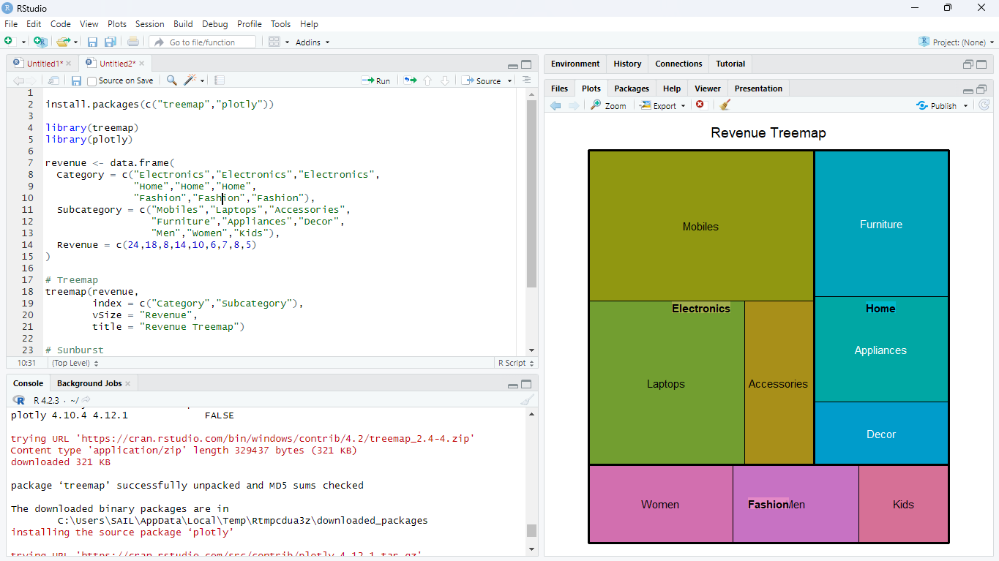 RStudio
File Edit Code View Plots Session Build Debug Profile Tools Help
Go to file/function Addins Project: (None)
Untitled1* Untitled2*
Source on Save Run Source
1
2 install.packages(c("treemap","plotly"))
3
4 library(treemap)
5 library(plotly)
6
7 revenue <- data.frame(
8 Category = c("Electronics","Electronics","Electronics",
9 "Home","Home","Home",
10 "Fashion","Fashion","Fashion"),
11 Subcategory = c("Mobiles","Laptops","Accessories",
12 "Furniture","Appliances","Decor",
13 "Men","Women","Kids"),
14 Revenue = c(24,18,8,14,10,6,7,8,5)
15 )
16
17 # Treemap
18 treemap(revenue,
19 index = c("Category","Subcategory"),
20 vSize = "Revenue",
21 title = "Revenue Treemap")
22
23 # Sunburst
10:31 (Top Level) R Script
Console Background Jobs
R 4.2.3 · ~/
plotly 4.10.4 4.12.1 FALSE
trying URL 'https://cran.rstudio.com/bin/windows/contrib/4.2/treemap_2.4-4.zip'
Content type 'application/zip' length 329437 bytes (321 KB)
downloaded 321 KB
package ‘treemap’ successfully unpacked and MD5 sums checked
The downloaded binary packages are in
C:\Users\SAIL\AppData\Local\Temp\Rtmpcdua3z\downloaded_packages
installing the source package ‘plotly’
trying URL 'https://cran.rstudio.com/src/contrib/plotly_4.12.1.tar.gz'
Environment History Connections Tutorial
Files Plots Packages Help Viewer Presentation
Zoom Export Publish
Revenue Treemap
Mobiles
Furniture
Electronics
Home
Appliances
Laptops
Accessories
Decor
Women
Fashion
Men
Kids